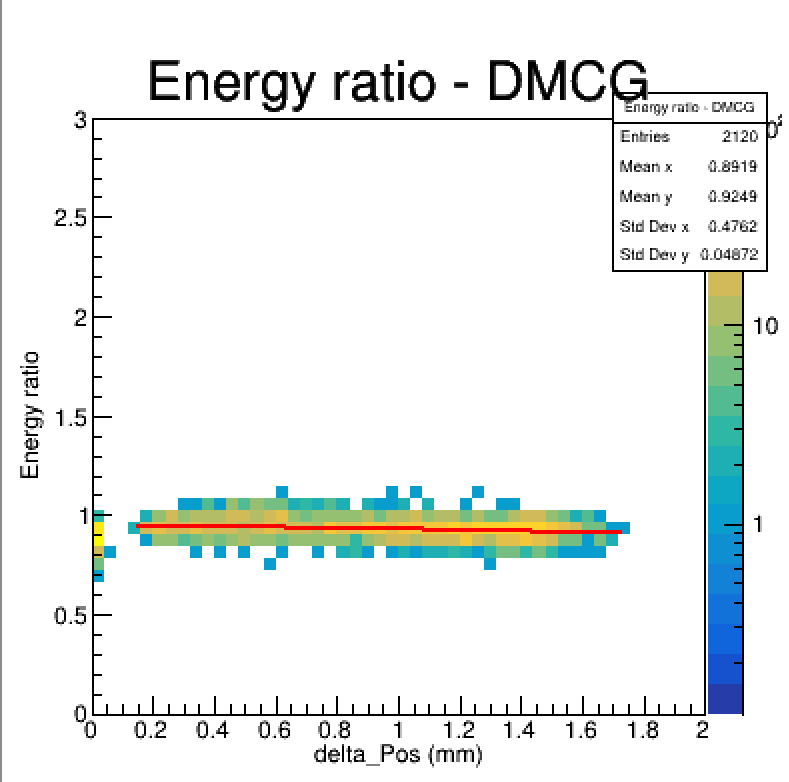 Energy ratio - DMCG
Energy ratio - DMCG
Entries 2120
Mean x 0.8919
Mean y 0.9249
Std Dev x 0.4762
Std Dev y 0.04872
3
2.5
2
1.5
1
0.5
0
Energy ratio
0 0.2 0.4 0.6 0.8 1 1.2 1.4 1.6 1.8 2
delta_Pos (mm)
10
1